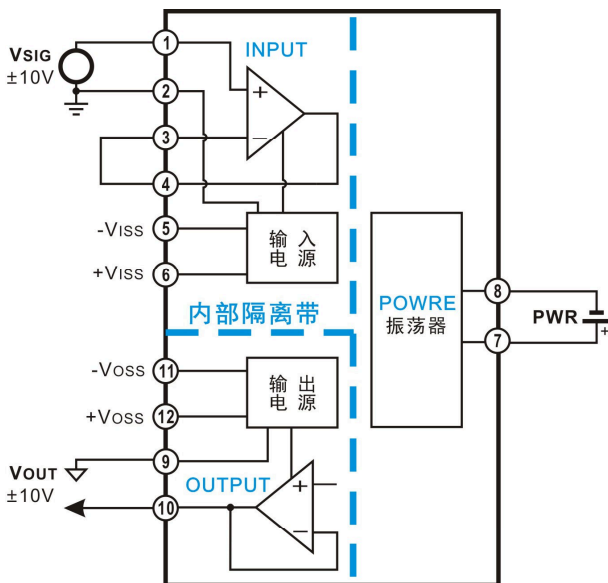 1
INPUT
VSIG
±10V
2
+
3
−
4
-VISS
5
输 入
电 源
+VISS
6
POWRE
振荡器
8
PWR
+
7
内部隔离带
-VOSS
11
输 出
电 源
+VOSS
12
9
VOUT
±10V
OUTPUT
+
10
−